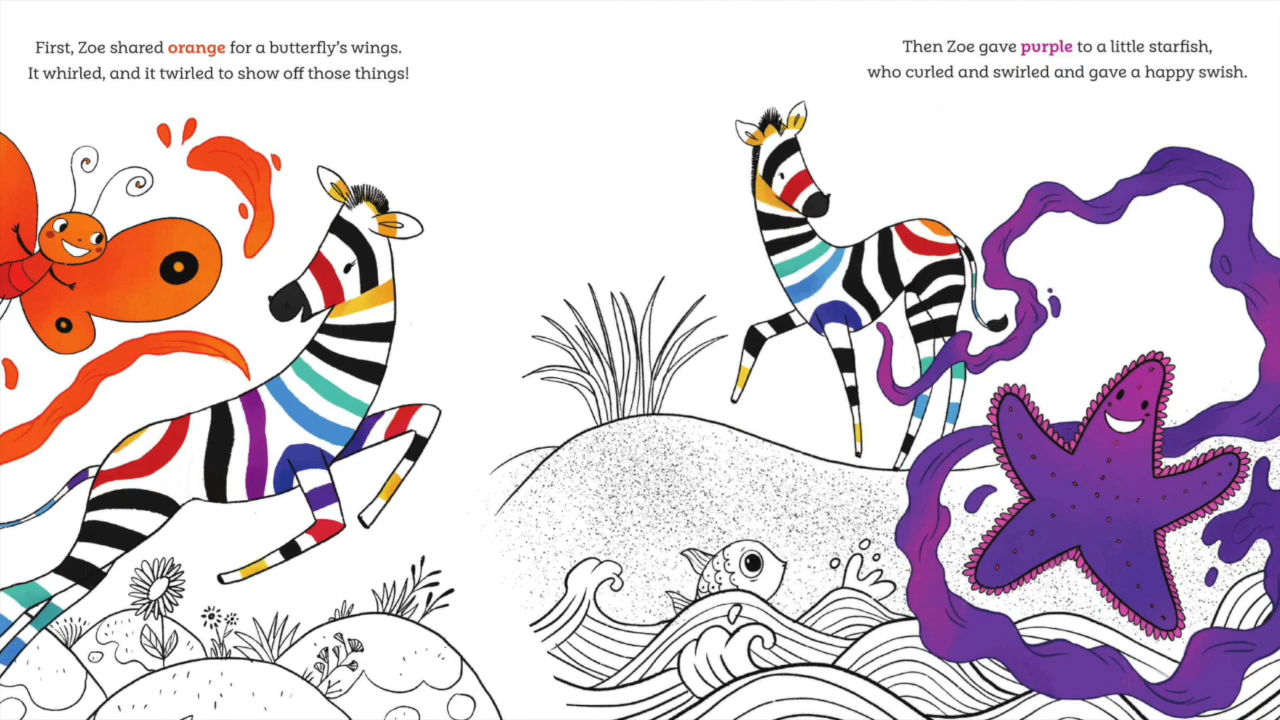 First, Zoe shared orange for a butterfly's wings.
It whirled, and it twirled to show off those things!
Then Zoe gave purple to a little starfish,
who curled and swirled and gave a happy swish.